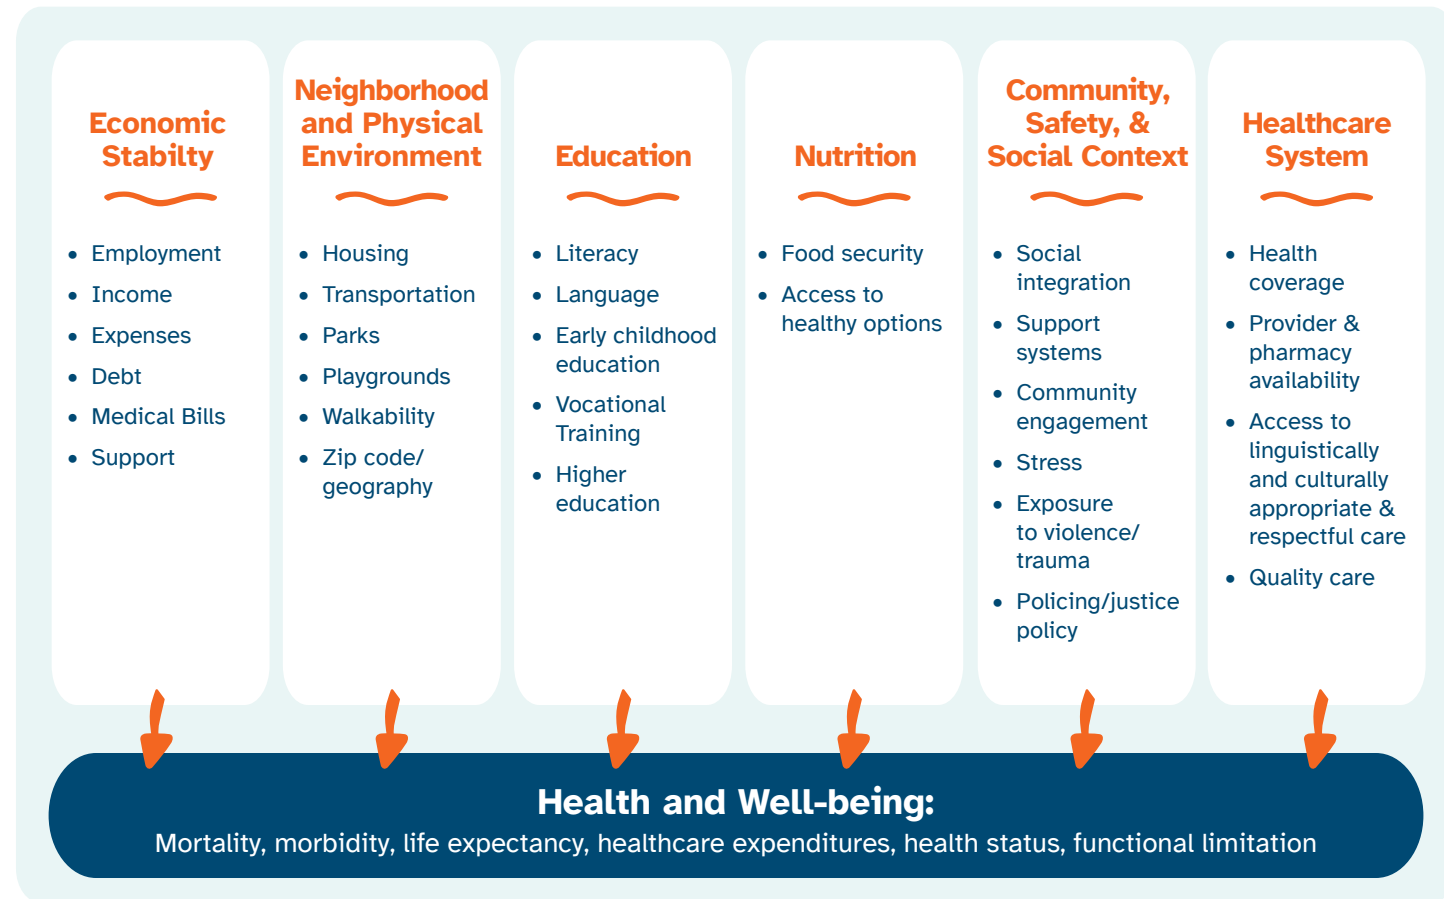 Economic
Stabilty
• Employment
• Income
• Expenses
• Debt
• Medical Bills
• Support
Neighborhood
and Physical
Environment
• Housing
• Transportation
• Parks
• Playgrounds
• Walkability
• Zip code/
geography
Education
• Literacy
• Language
• Early childhood
education
• Vocational
Training
• Higher
education
Nutrition
• Food security
• Access to
healthy options
Community,
Safety, &
Social Context
• Social
integration
• Support
systems
• Community
engagement
• Stress
• Exposure
to violence/
trauma
• Policing/justice
policy
Healthcare
System
• Health
coverage
• Provider &
pharmacy
availability
• Access to
linguistically
and culturally
appropriate &
respectful care
• Quality care
Health and Well-being:
Mortality, morbidity, life expectancy, healthcare expenditures, health status, functional limitation